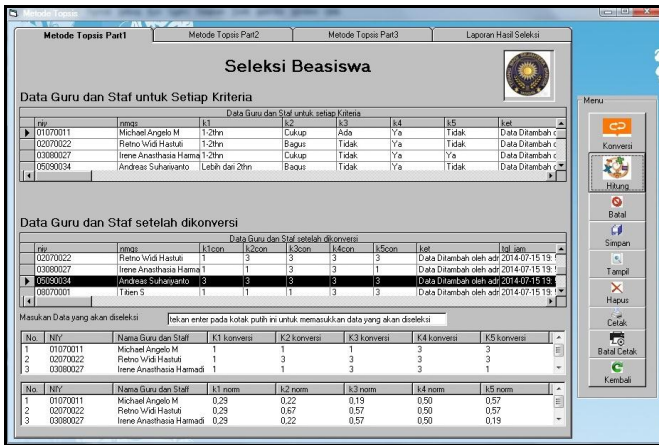 Metode Topsis
Metode Topsis Part1 Metode Topsis Part2 Metode Topsis Part3 Laporan Hasil Seleksi
Seleksi Beasiswa
Data Guru dan Staf untuk Setiap Kriteria
Data Guru dan Staf untuk setiap Kriteria
niy nmgs k1 k2 k3 k4 k5 ket
01070011 Michael Angelo M 1-2thn Cukup Ada Ya Tidak Data Ditambah
02070022 Retno Widi Hastuti 1-2thn Bagus Tidak Ya Tidak Data Ditambah
03080027 Irene Anasthasia Harma 1-2thn Cukup Tidak Ya Ya Data Ditambah
05090034 Andreas Suhariyanto Lebih dari 2thn Bagus Tidak Ya Tidak Data Ditambah
Data Guru dan Staf setelah dikonversi
Data Guru dan Staf setelah dikonversi
niy nmgs k1con k2con k3con k4con k5con ket tgl_jam
02070022 Retno Widi Hastuti 1 3 3 3 3 Data Ditambah oleh adr 2014-07-15 19:
03080027 Irene Anasthasia Harma 1 1 3 3 1 Data Ditambah oleh adr 2014-07-15 19:
05090034 Andreas Suhariyanto 3 3 3 3 3 Data Ditambah oleh adr 2014-07-15 19:
08070001 Titien S 1 1 1 3 3 Data Ditambah oleh adr 2014-07-15 19:
Masukan Data yang akan diseleksi tekan enter pada kotak putih ini untuk memasukkan data yang akan diseleksi
No. NIY Nama Guru dan Staff K1 konversi K2 konversi K3 konversi K4 konversi K5 konversi
1 01070011 Michael Angelo M 1 1 1 3 3
2 02070022 Retno Widi Hastuti 1 3 3 3 3
3 03080027 Irene Anasthasia Harmadi 1 1 3 3 1
No. NIY Nama Guru dan Staff k1 norm k2 norm k3 norm k4 norm k5 norm
1 01070011 Michael Angelo M 0,29 0,22 0,19 0,50 0,57
2 02070022 Retno Widi Hastuti 0,29 0,67 0,57 0,50 0,57
3 03080027 Irene Anasthasia Harmadi 0,29 0,22 0,57 0,50 0,19
Menu
Konversi
Hitung
Batal
Simpan
Tampil
Hapus
Cetak
Batal Cetak
Kembali